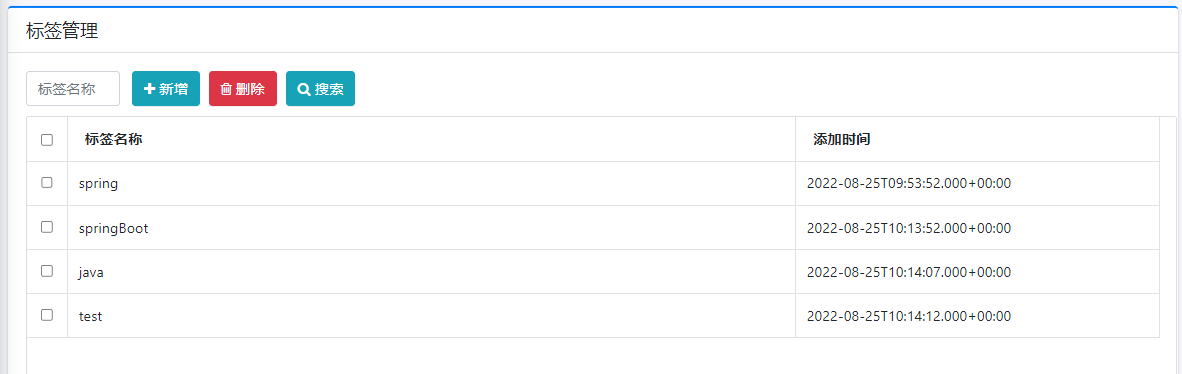 标签管理
标签名称 新增 删除 搜索
标签名称 添加时间
spring 2022-08-25T09:53:52.000+00:00
springBoot 2022-08-25T10:13:52.000+00:00
java 2022-08-25T10:14:07.000+00:00
test 2022-08-25T10:14:12.000+00:00